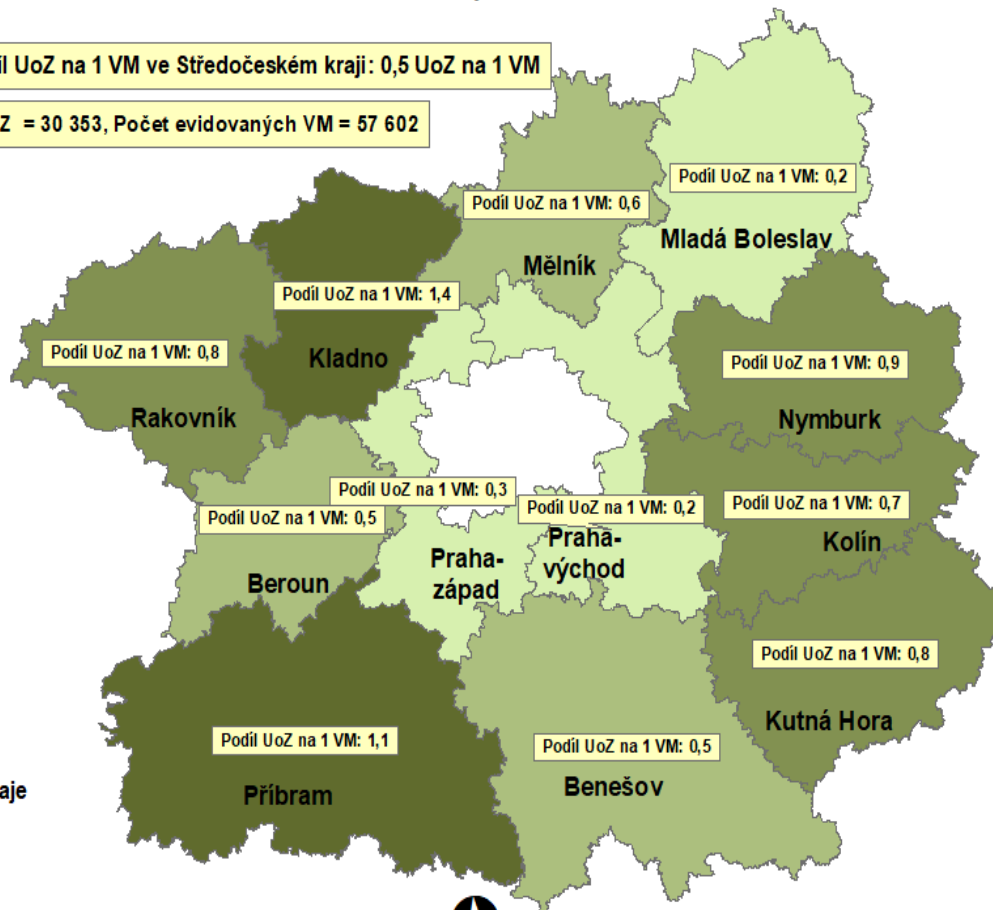 UoZ na 1 VM ve Středočeském kraji: 0,5 UoZ na 1 VM
= 30 353, Počet evidovaných VM = 57 602
Podíl UoZ na 1 VM: 0,2
Mladá Boleslav
Podíl UoZ na 1 VM: 0,6
Mělník
Podíl UoZ na 1 VM: 1,4
Kladno
Podíl UoZ na 1 VM: 0,8
Rakovník
Podíl UoZ na 1 VM: 0,9
Nymburk
Podíl UoZ na 1 VM: 0,3
Podíl UoZ na 1 VM: 0,2
Podíl UoZ na 1 VM: 0,7
Kolín
Podíl UoZ na 1 VM: 0,5
Beroun
Praha-
západ
Praha-
východ
Podíl UoZ na 1 VM: 0,8
Kutná Hora
Podíl UoZ na 1 VM: 1,1
Příbram
Podíl UoZ na 1 VM: 0,5
Benešov